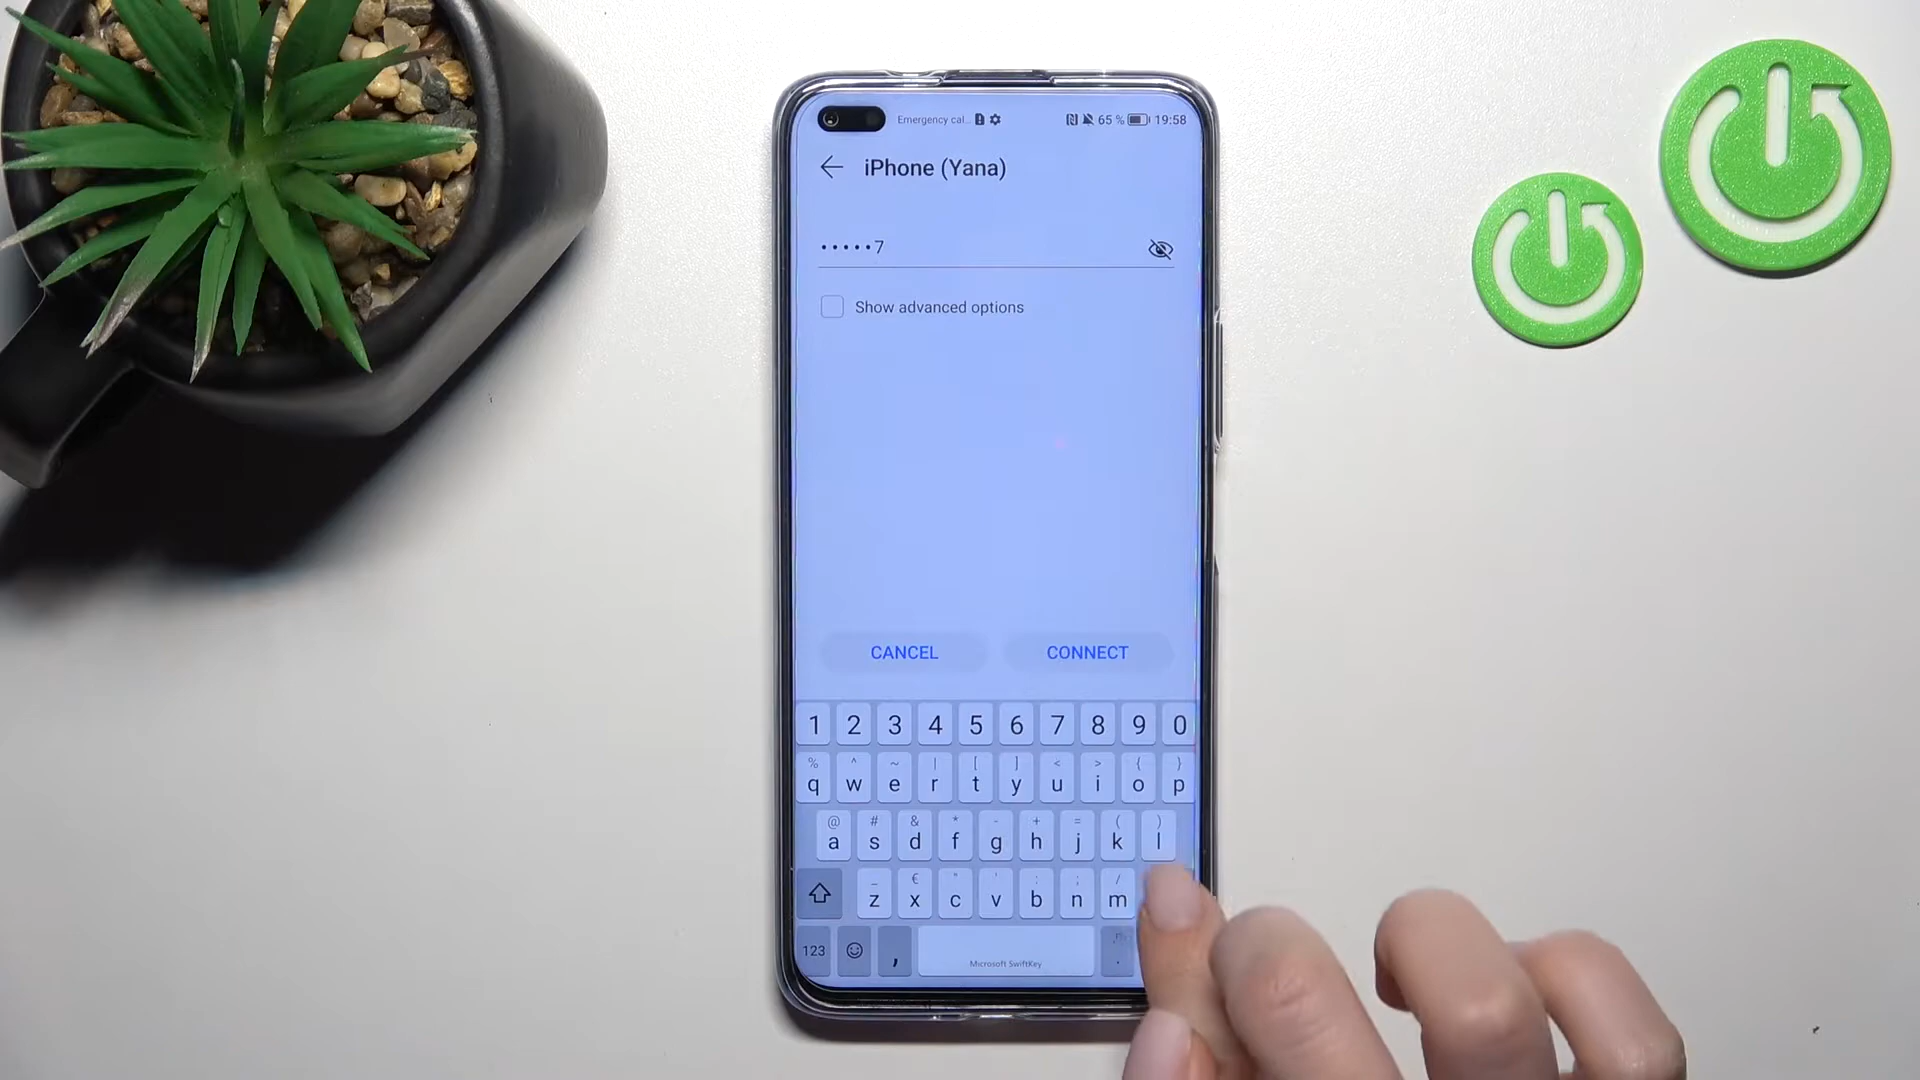 Emergency cal... 65 % 19:58
iPhone (Yana)
•••••7
Show advanced options
CANCEL CONNECT
1 2 3 4 5 6 7 8 9 0
% ^ ~ | [ ] < > { }
q w e r t y u i o p
@ # & * - + = ( )
a s d f g h j k l
_ € " ' : ; /
z x c v b n m
123 , Microsoft SwiftKey .